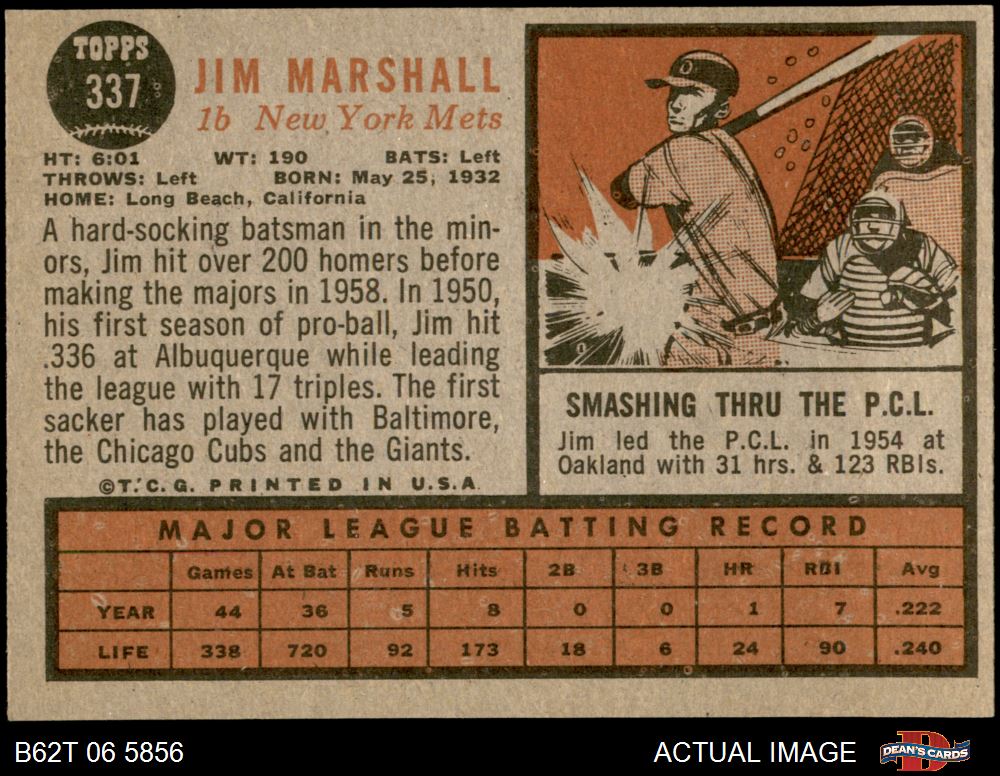 TOPPS
337
JIM MARSHALL
1b New York Mets
HT: 6:01 WT: 190 BATS: Left
THROWS: Left BORN: May 25, 1932
HOME: Long Beach, California
A hard-socking batsman in the min-
ors, Jim hit over 200 homers before
making the majors in 1958. In 1950,
his first season of pro-ball, Jim hit
.336 at Albuquerque while leading
the league with 17 triples. The first
sacker has played with Baltimore,
the Chicago Cubs and the Giants.
©T.C.G. PRINTED IN U.S.A.
O
SMASHING THRU THE P.C.L.
Jim led the P.C.L. in 1954 at
Oakland with 31 hrs. & 123 RBIs.
MAJOR LEAGUE BATTING RECORD
Games At Bat Runs Hits 2B 3B HR RBI Avg
YEAR 44 36 5 8 0 0 1 7 .222
LIFE 338 720 92 173 18 6 24 90 .240
B62T 06 5856 ACTUAL IMAGE D DEAN'S CARDS